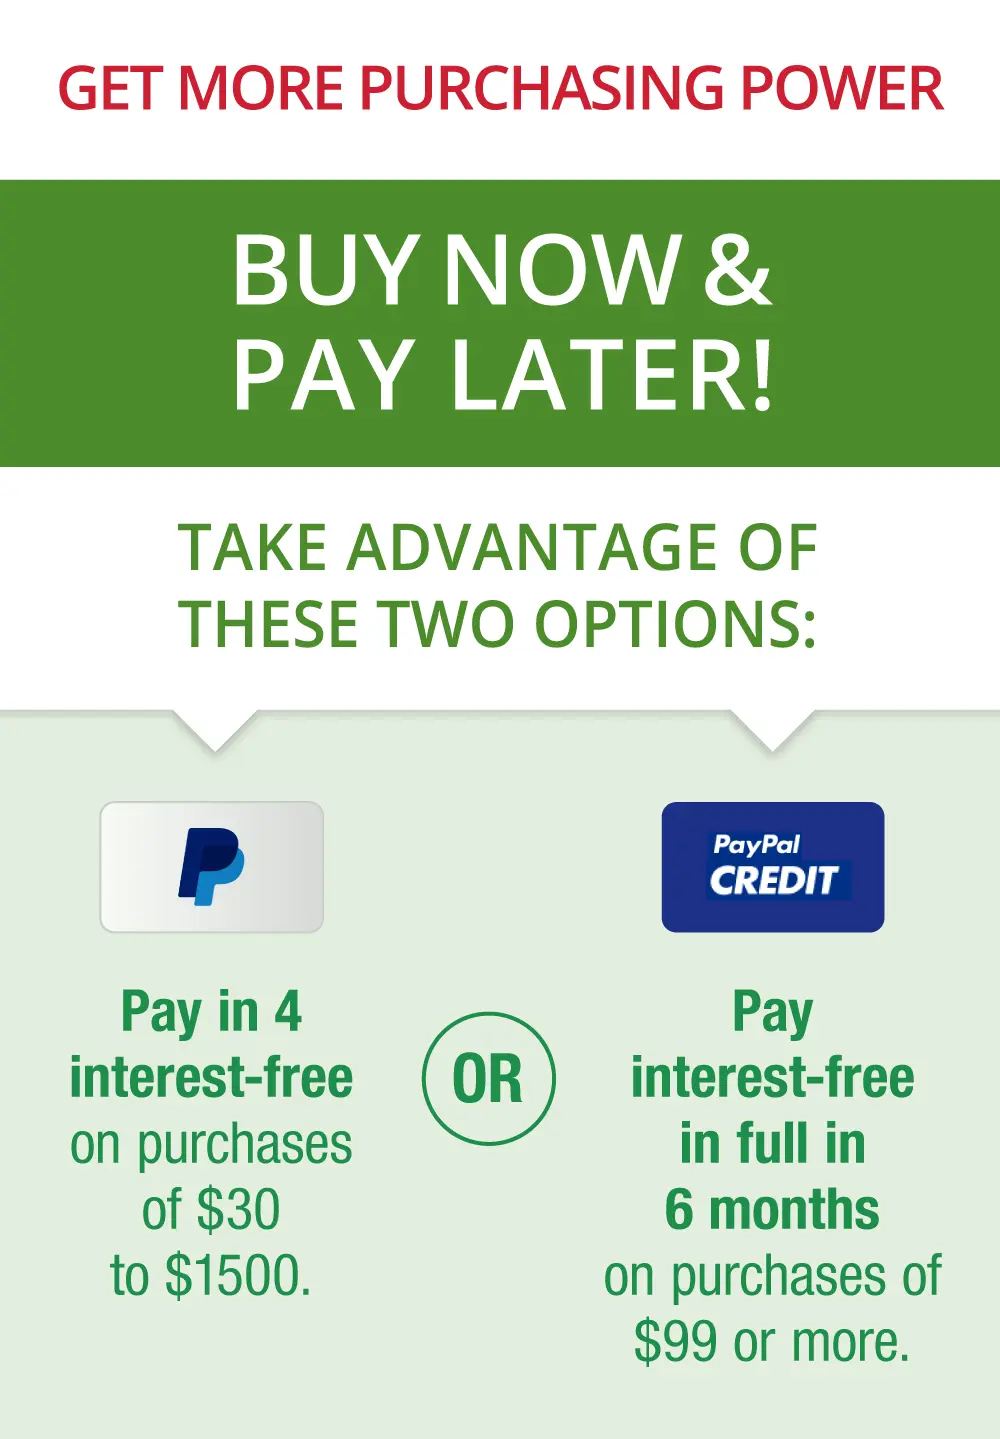 GET MORE PURCHASING POWER
BUY NOW &
PAY LATER!
TAKE ADVANTAGE OF
THESE TWO OPTIONS:
Pay in 4
interest-free
on purchases
of $30
to $1500.
OR
PayPal
CREDIT
Pay
interest-free
in full in
6 months
on purchases of
$99 or more.